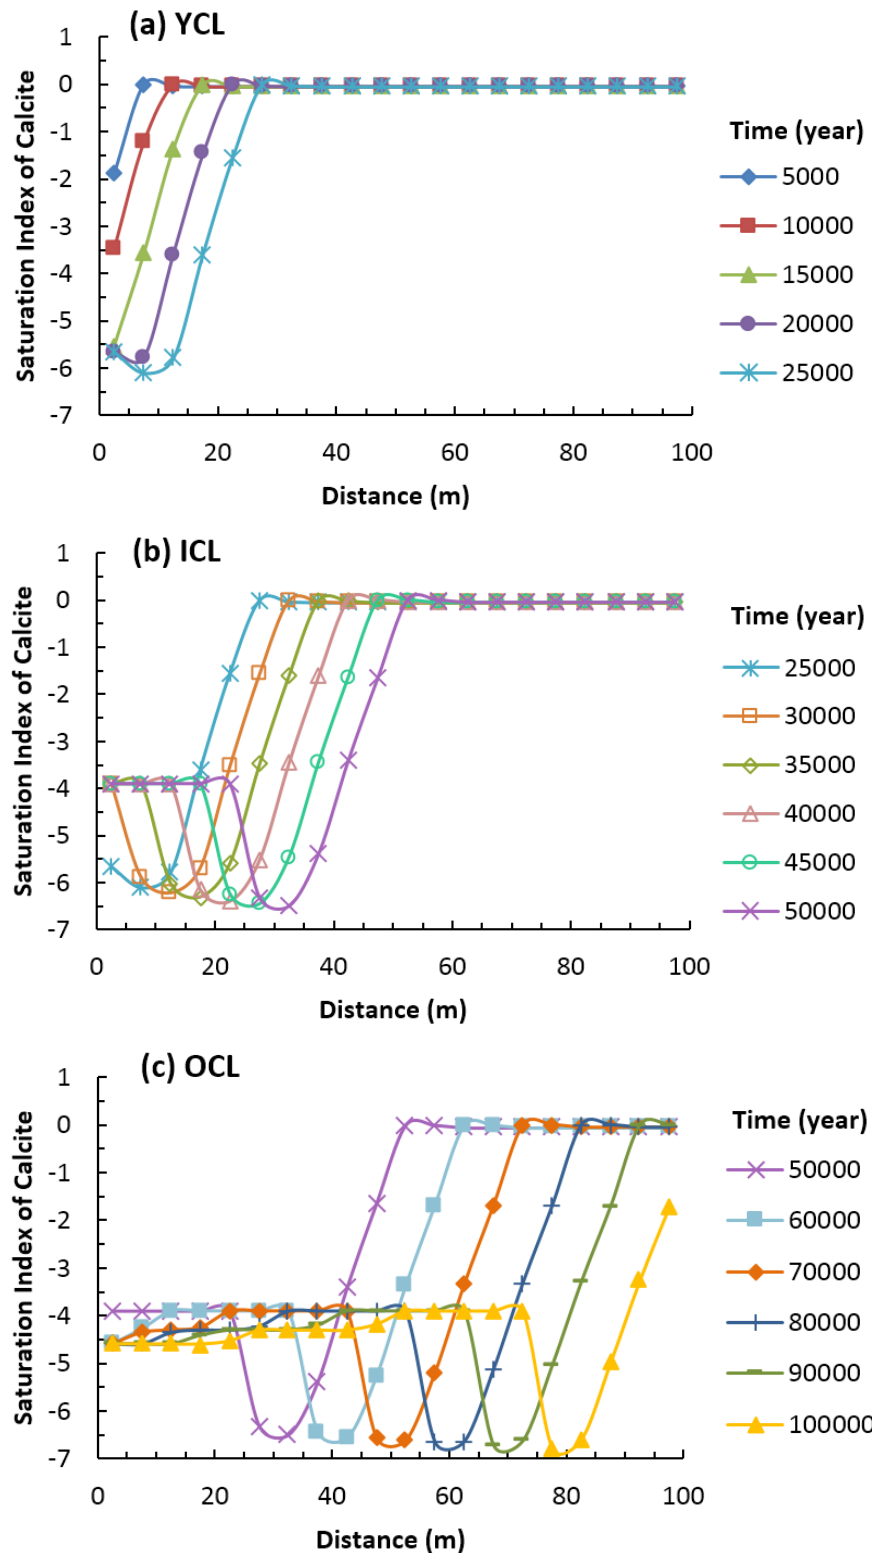 (a) YCL
Saturation Index of Calcite
1
0
-1
-2
-3
-4
-5
-6
-7
0 20 40 60 80 100
Distance (m)
Time (year)
5000
10000
15000
20000
25000
(b) ICL
Saturation Index of Calcite
1
0
-1
-2
-3
-4
-5
-6
-7
0 20 40 60 80 100
Distance (m)
Time (year)
25000
30000
35000
40000
45000
50000
(c) OCL
Saturation Index of Calcite
1
0
-1
-2
-3
-4
-5
-6
-7
0 20 40 60 80 100
Distance (m)
Time (year)
50000
60000
70000
80000
90000
100000